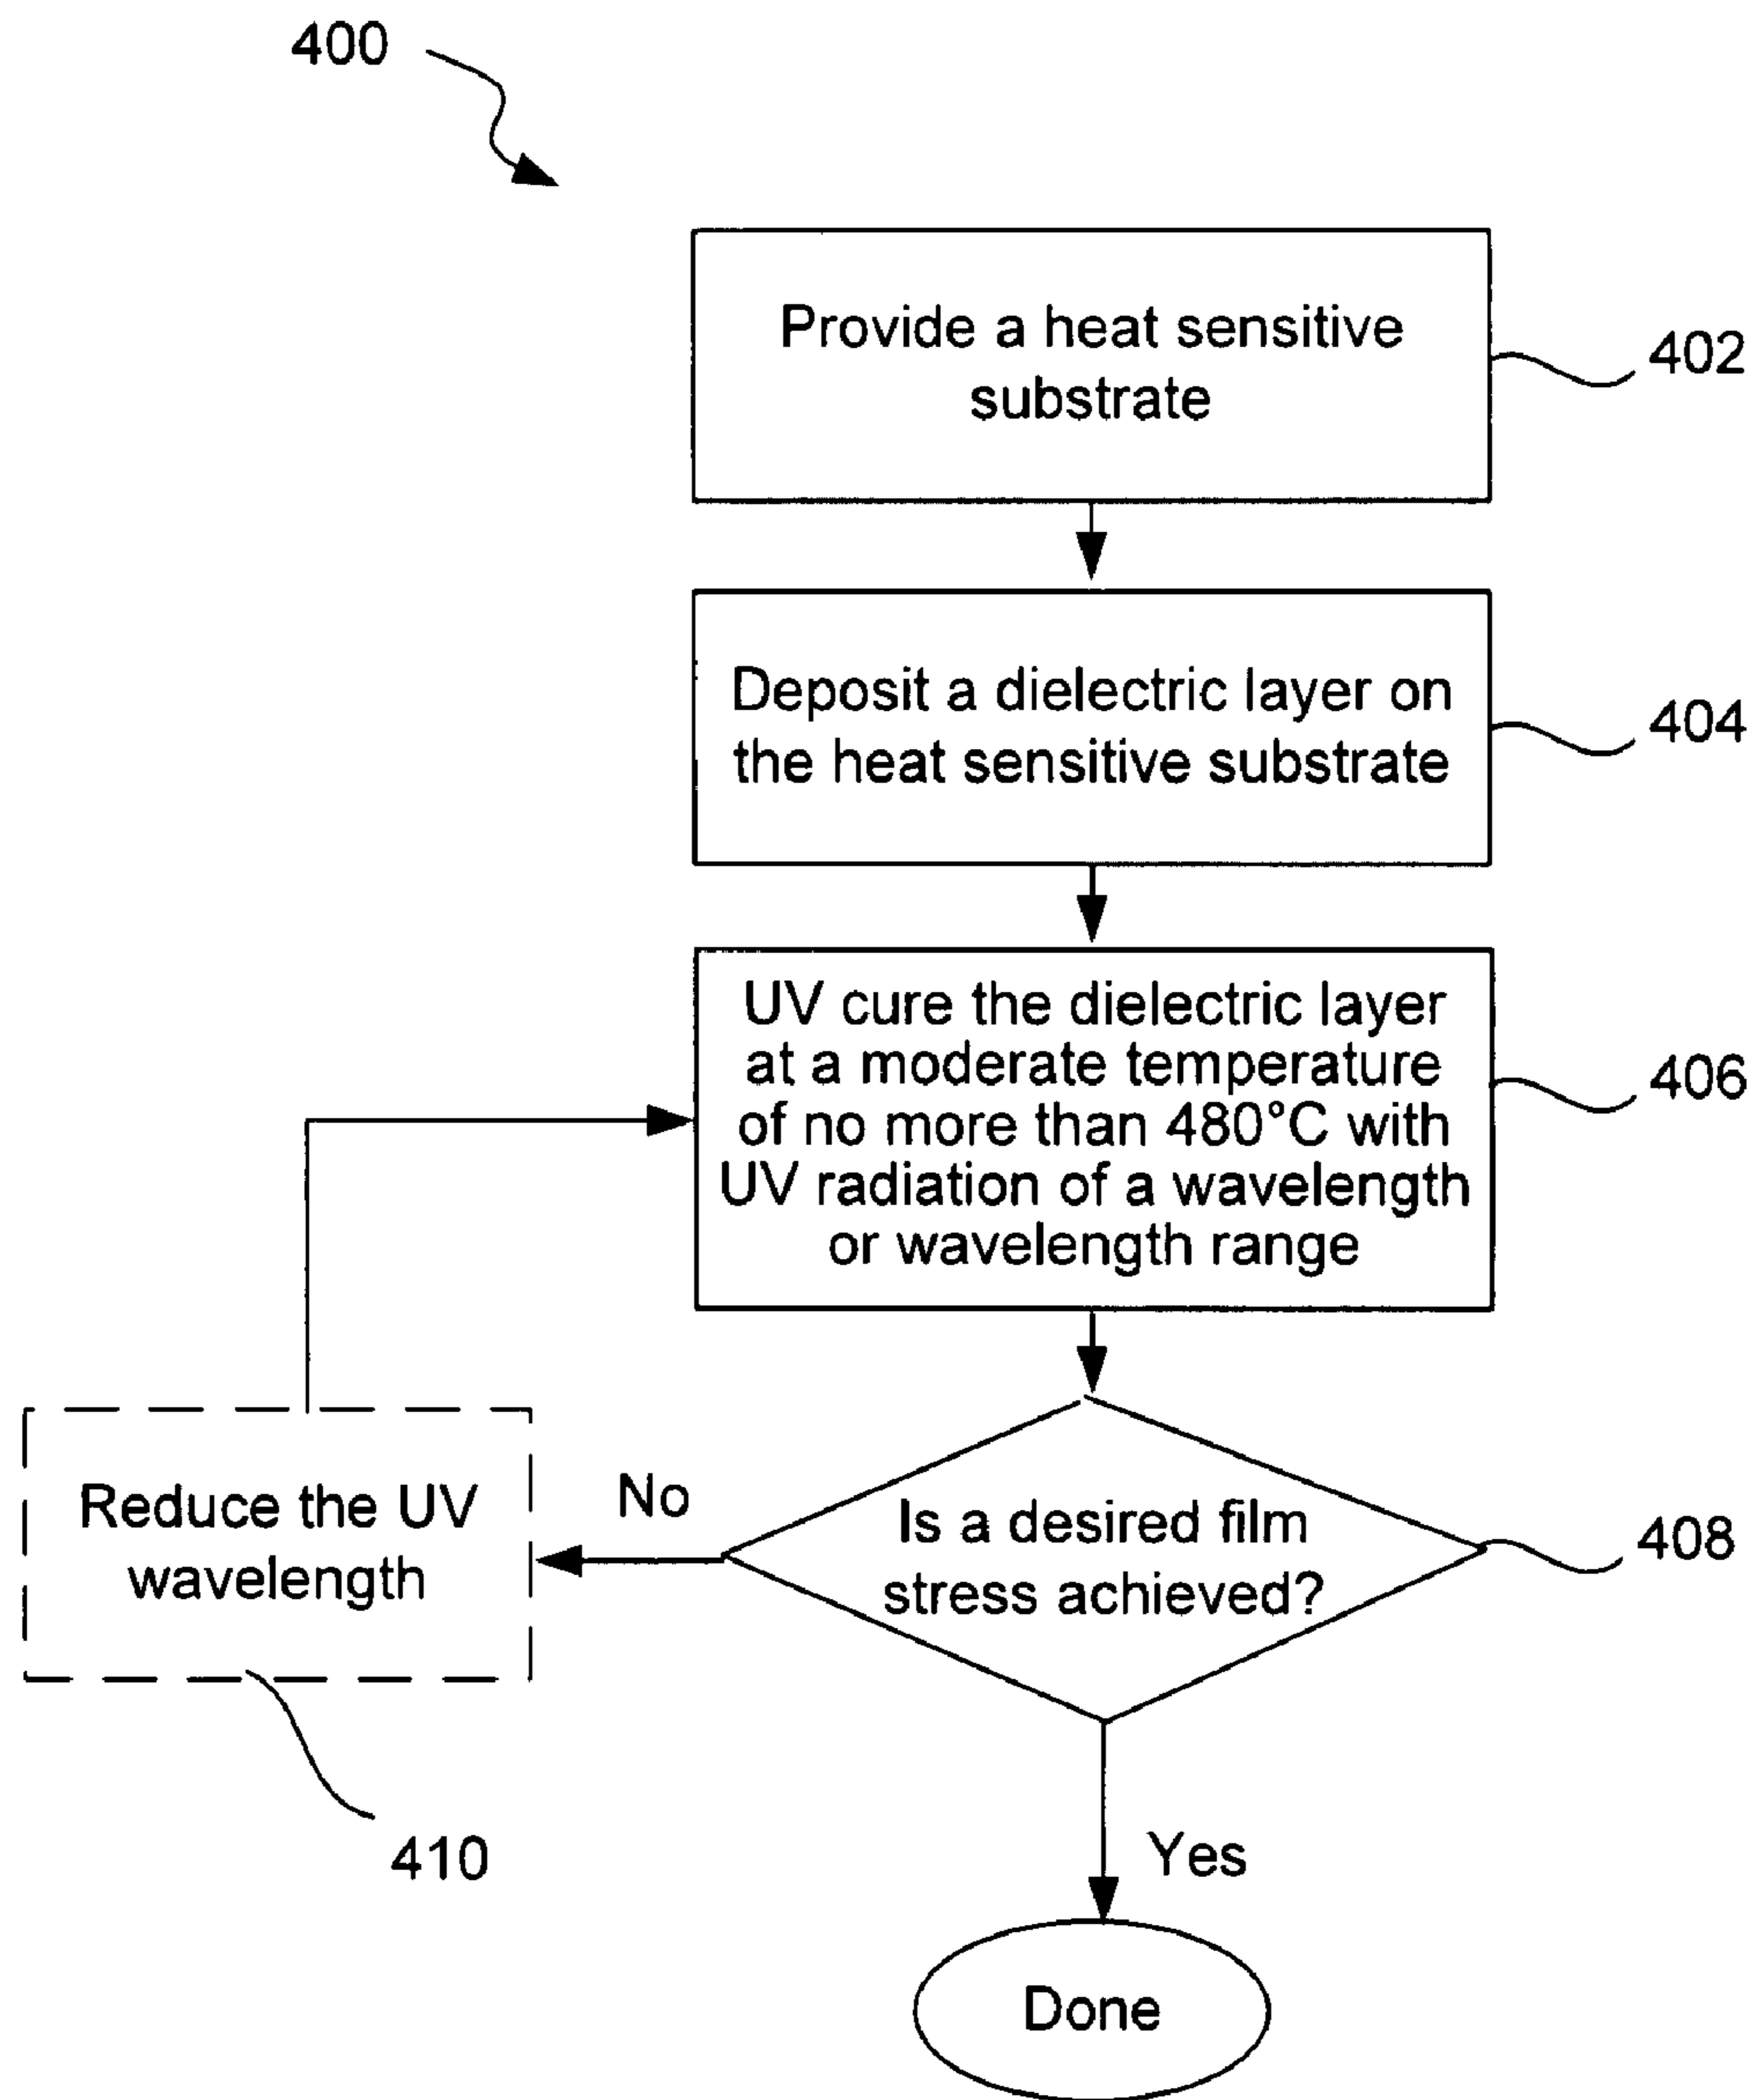 400
Provide a heat sensitive
substrate
402
Deposit a dielectric layer on
the heat sensitive substrate
404
UV cure the dielectric layer
at a moderate temperature
of no more than 480°C with
UV radiation of a wavelength
or wavelength range
406
Is a desired film
stress achieved?
408
No
Reduce the UV
wavelength
410
Yes
Done